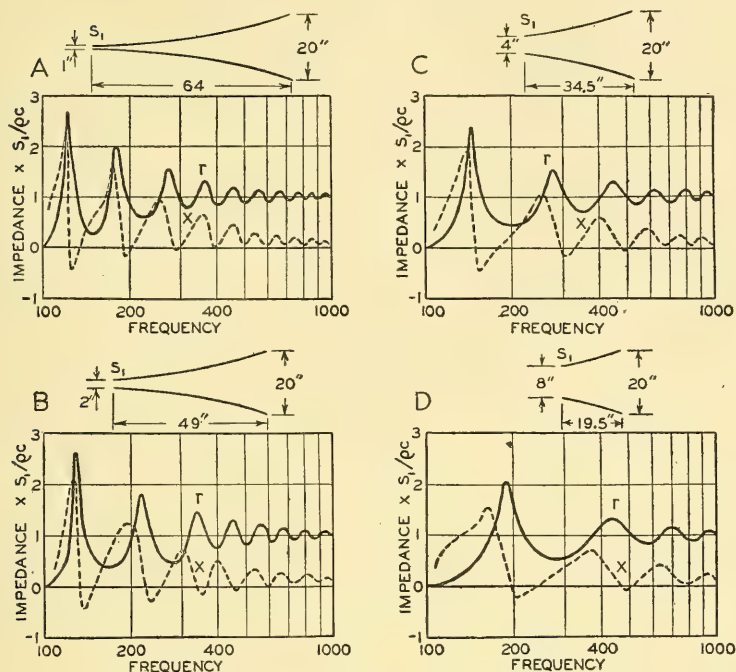 A
S₁
1"
20"
64
IMPEDANCE × S₁/ρc
3
2
1
0
-1
r
x
100 200 400 1000
FREQUENCY
C
S₁
4"
20"
34.5"
IMPEDANCE × S₁/ρc
3
2
1
0
-1
r
x
100 200 400 1000
FREQUENCY
B
S₁
2"
20"
49"
IMPEDANCE × S₁/ρc
3
2
1
0
-1
r
x
100 200 400 1000
FREQUENCY
D
S₁
8"
20"
19.5"
IMPEDANCE × S₁/ρc
3
2
1
0
-1
r
x
100 200 400 1000
FREQUENCY